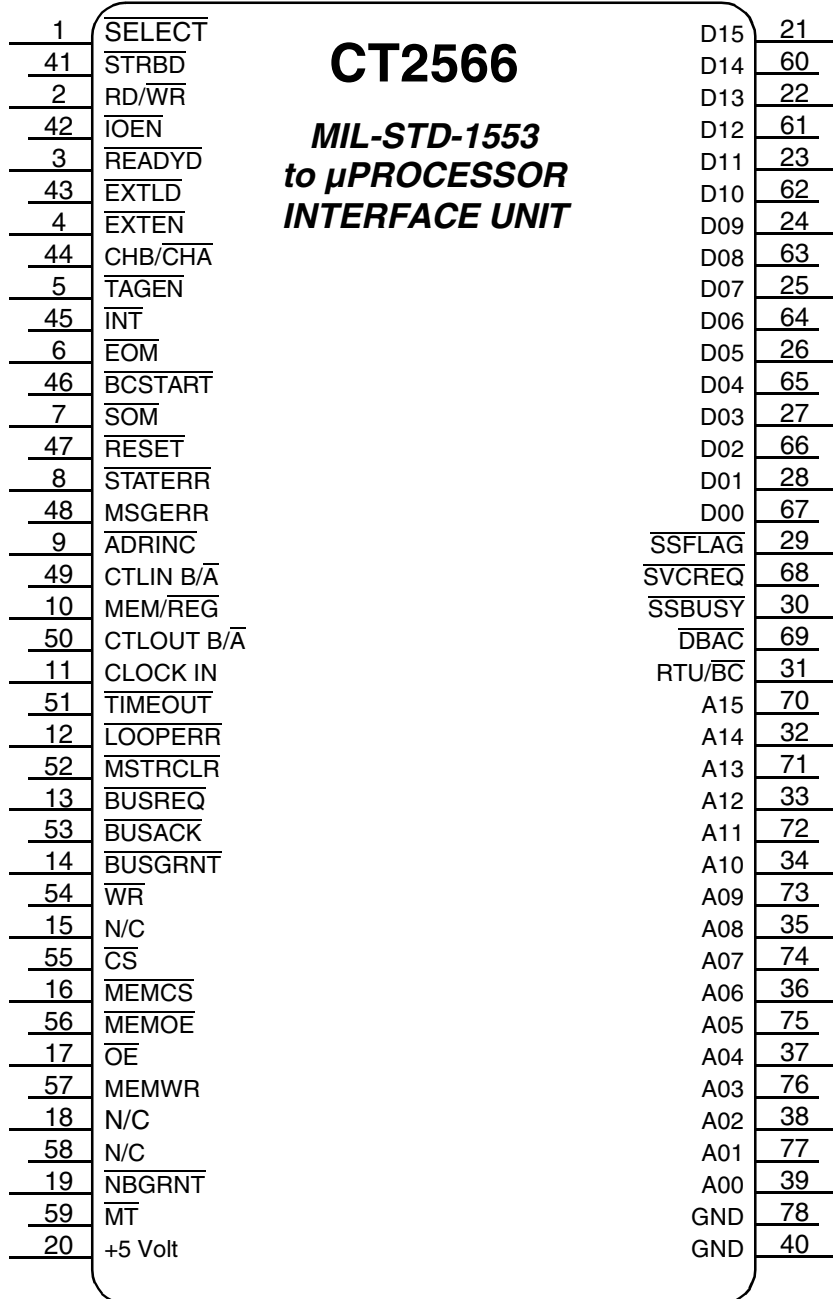 CT2566
MIL-STD-1553
to µPROCESSOR
INTERFACE UNIT
1 SELECT D15 21
41 STRBD D14 60
2 RD/WR D13 22
42 IOEN D12 61
3 READYD D11 23
43 EXTLD D10 62
4 EXTEN D09 24
44 CHB/CHA D08 63
5 TAGEN D07 25
45 INT D06 64
6 EOM D05 26
46 BCSTART D04 65
7 SOM D03 27
47 RESET D02 66
8 STATERR D01 28
48 MSGERR D00 67
9 ADRINC SSFLAG 29
49 CTLIN B/A SVCREQ 68
10 MEM/REG SSBUSY 30
50 CTLOUT B/A DBAC 69
11 CLOCK IN RTU/BC 31
51 TIMEOUT A15 70
12 LOOPERR A14 32
52 MSTRCLR A13 71
13 BUSREQ A12 33
53 BUSACK A11 72
14 BUSGRNT A10 34
54 WR A09 73
15 N/C A08 35
55 CS A07 74
16 MEMCS A06 36
56 MEMOE A05 75
17 OE A04 37
57 MEMWR A03 76
18 N/C A02 38
58 N/C A01 77
19 NBGRNT A00 39
59 MT GND 78
20 +5 Volt GND 40